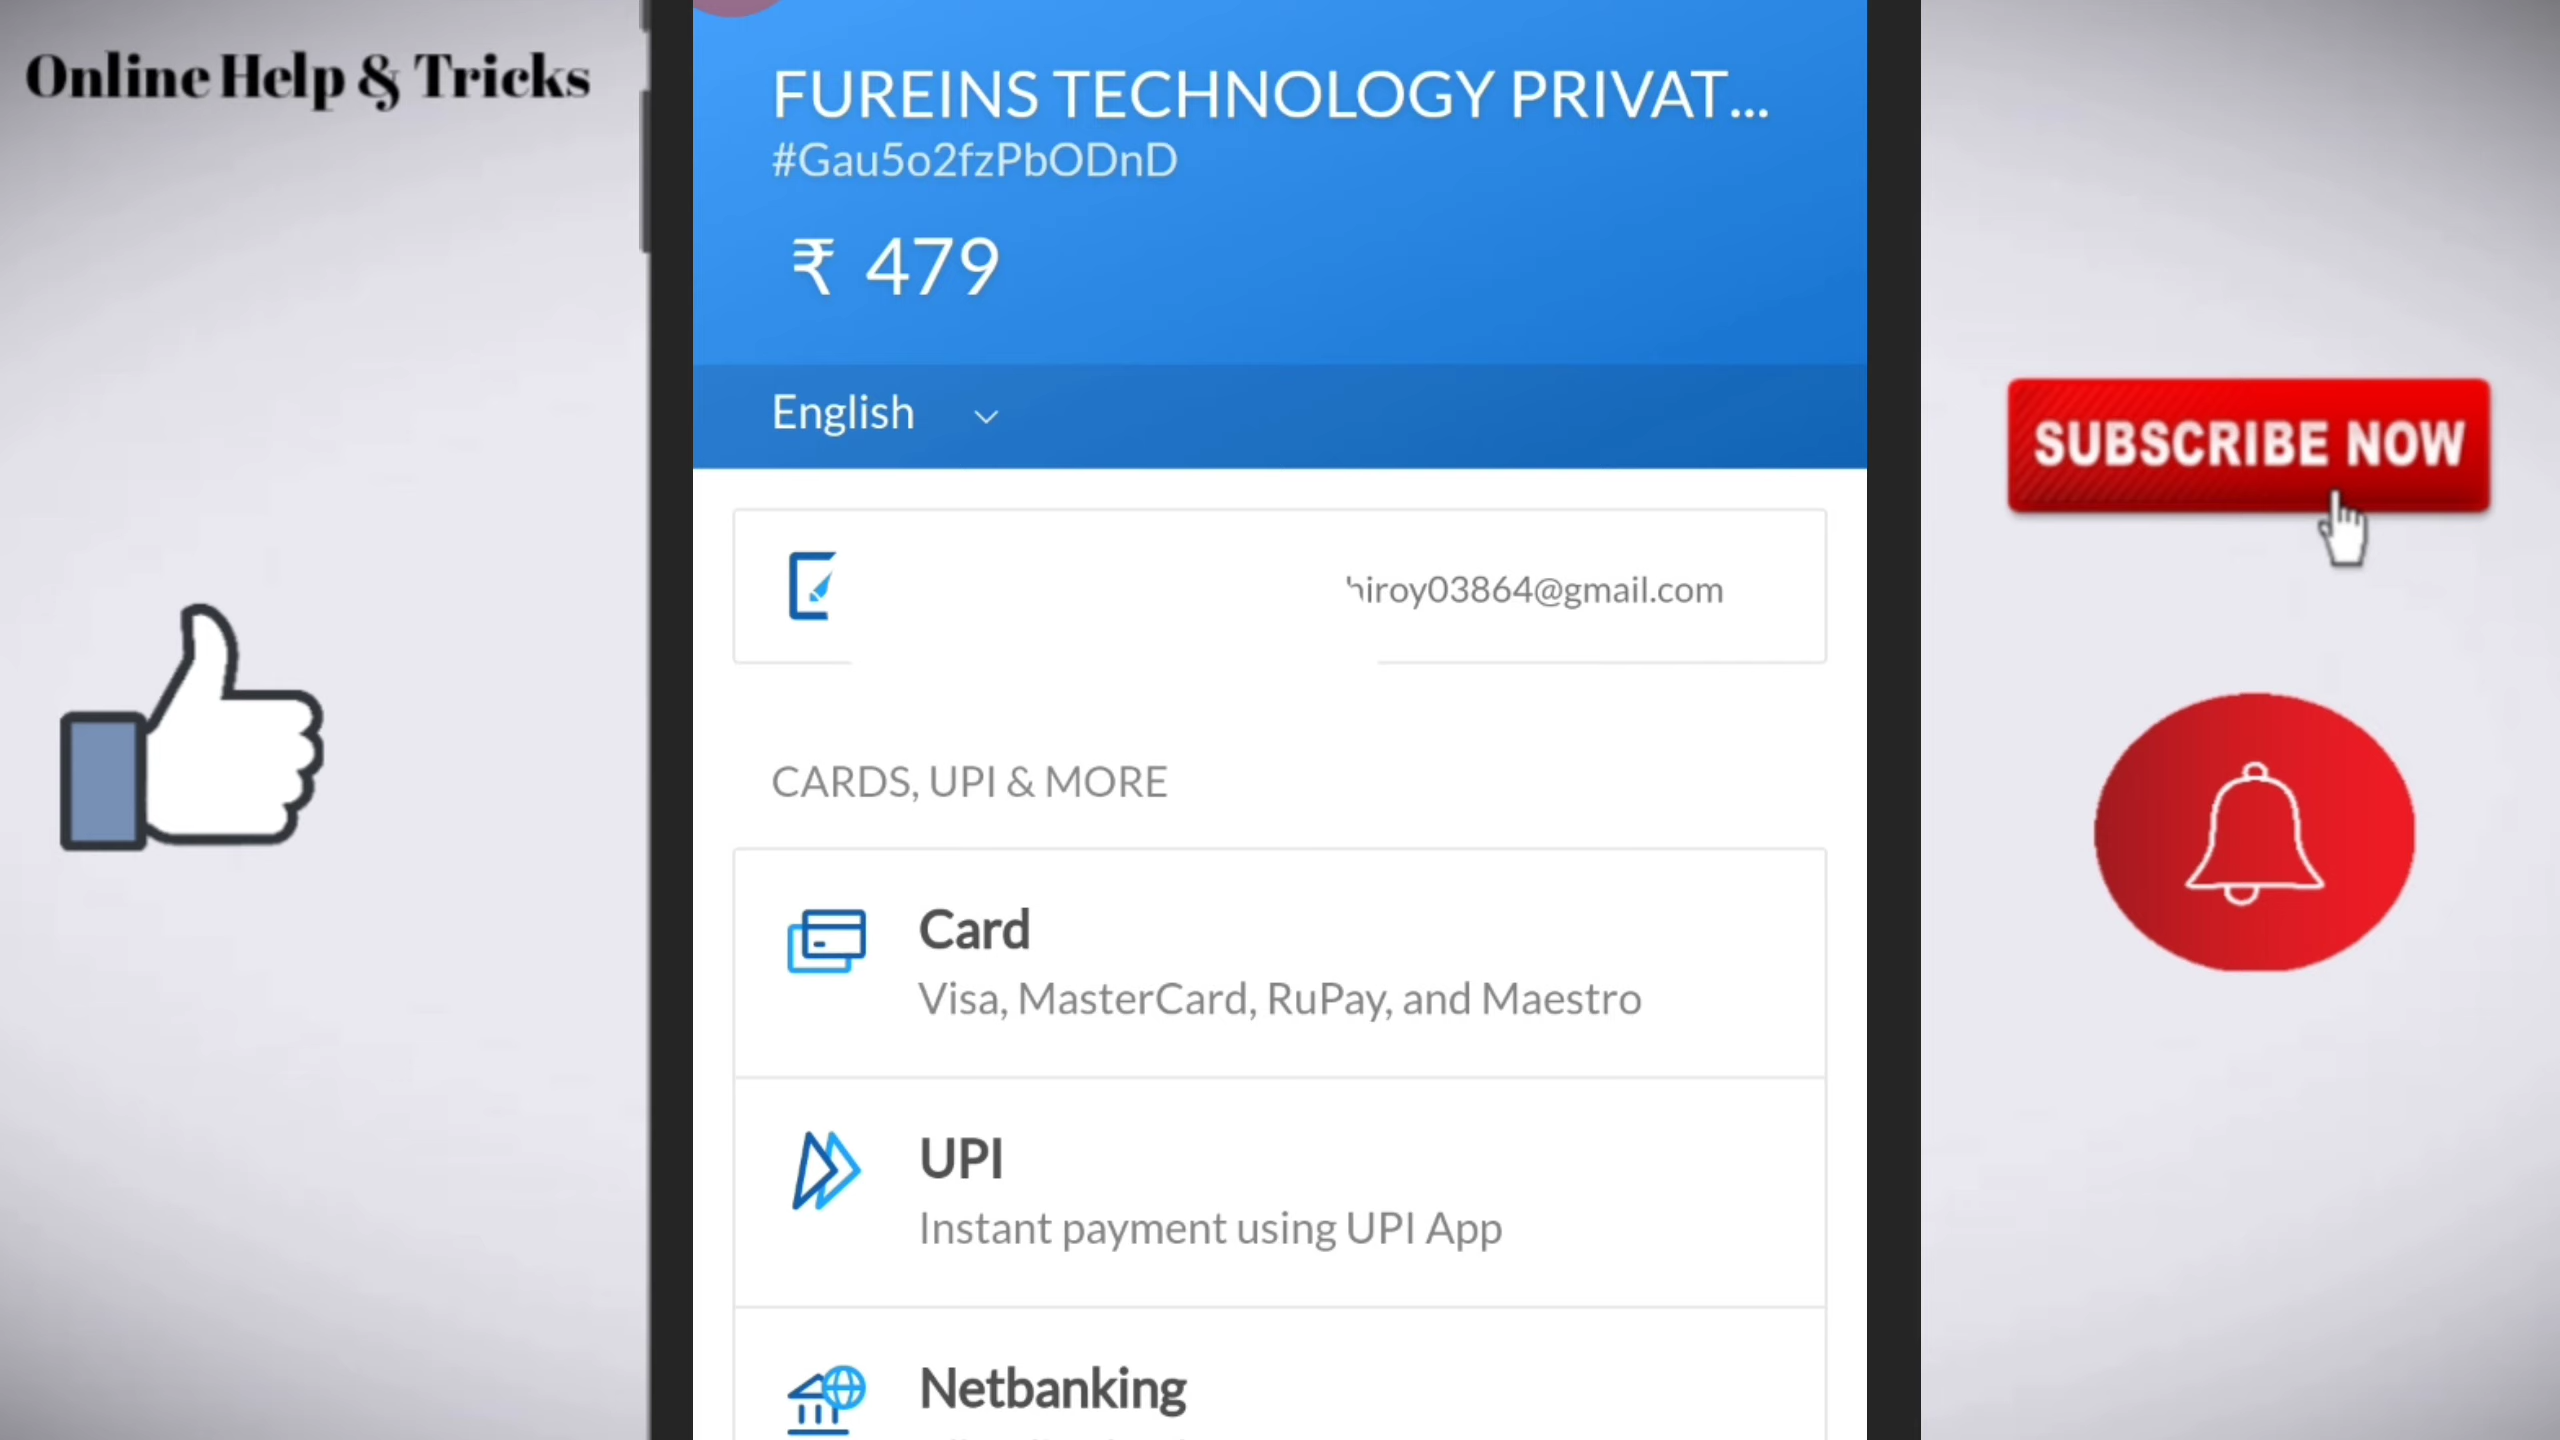 Online Help & Tricks
FUREINS TECHNOLOGY PRIVAT...
#Gau5o2fzPbODnD
₹ 479
English
iroy03864@gmail.com
CARDS, UPI & MORE
Card
Visa, MasterCard, RuPay, and Maestro
UPI
Instant payment using UPI App
Netbanking
SUBSCRIBE NOW